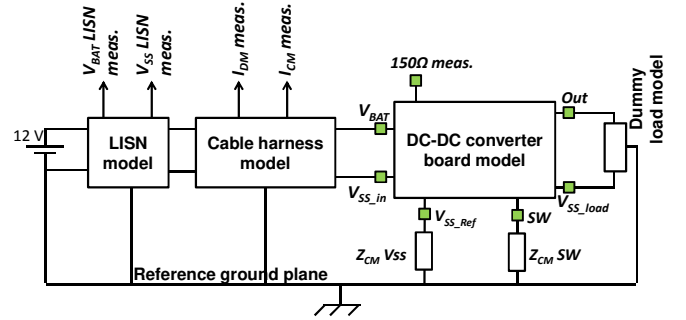 V_BAT LISN
meas.
V_SS LISN
meas.
I_DM meas.
I_CM meas.
150Ω meas.
12 V
LISN
model
Cable harness
model
V_BAT
V_SS_in
DC-DC converter
board model
Out
V_SS_load
Dummy
load model
V_SS_Ref
SW
Z_CM Vss
Z_CM SW
Reference ground plane